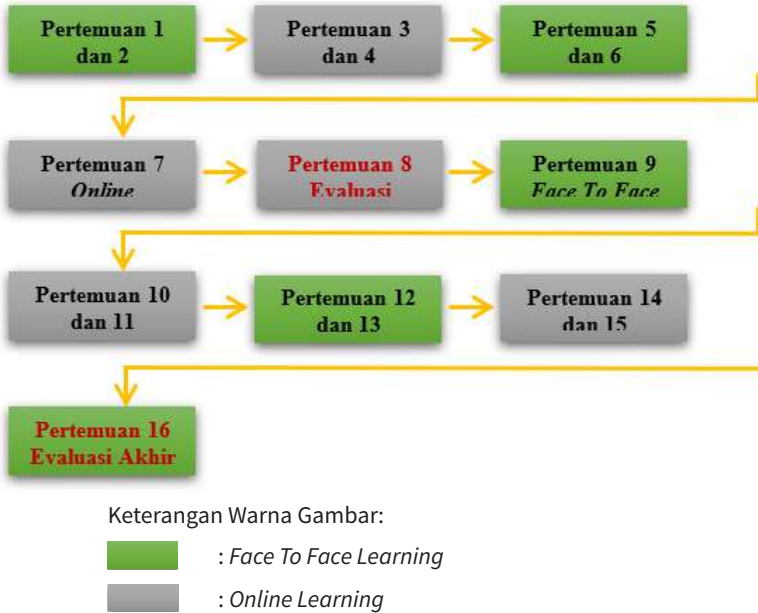 Pertemuan 1
dan 2
Pertemuan 3
dan 4
Pertemuan 5
dan 6
Pertemuan 7
Online
Pertemuan 8
Evaluasi
Pertemuan 9
Face To Face
Pertemuan 10
dan 11
Pertemuan 12
dan 13
Pertemuan 14
dan 15
Pertemuan 16
Evaluasi Akhir
Keterangan Warna Gambar:
: Face To Face Learning
: Online Learning